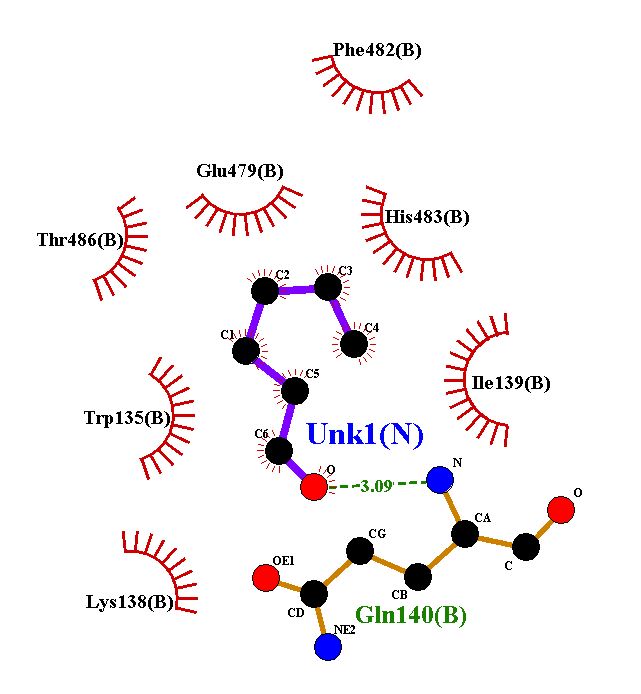 Phe482(B)
Glu479(B)
His483(B)
Thr486(B)
C2
C3
C4
C1
C5
Ile139(B)
Trp135(B)
Unk1(N)
C6
O
N
3.09
O
CA
CG
C
OE1
CB
Lys138(B)
CD
Gln140(B)
NE2